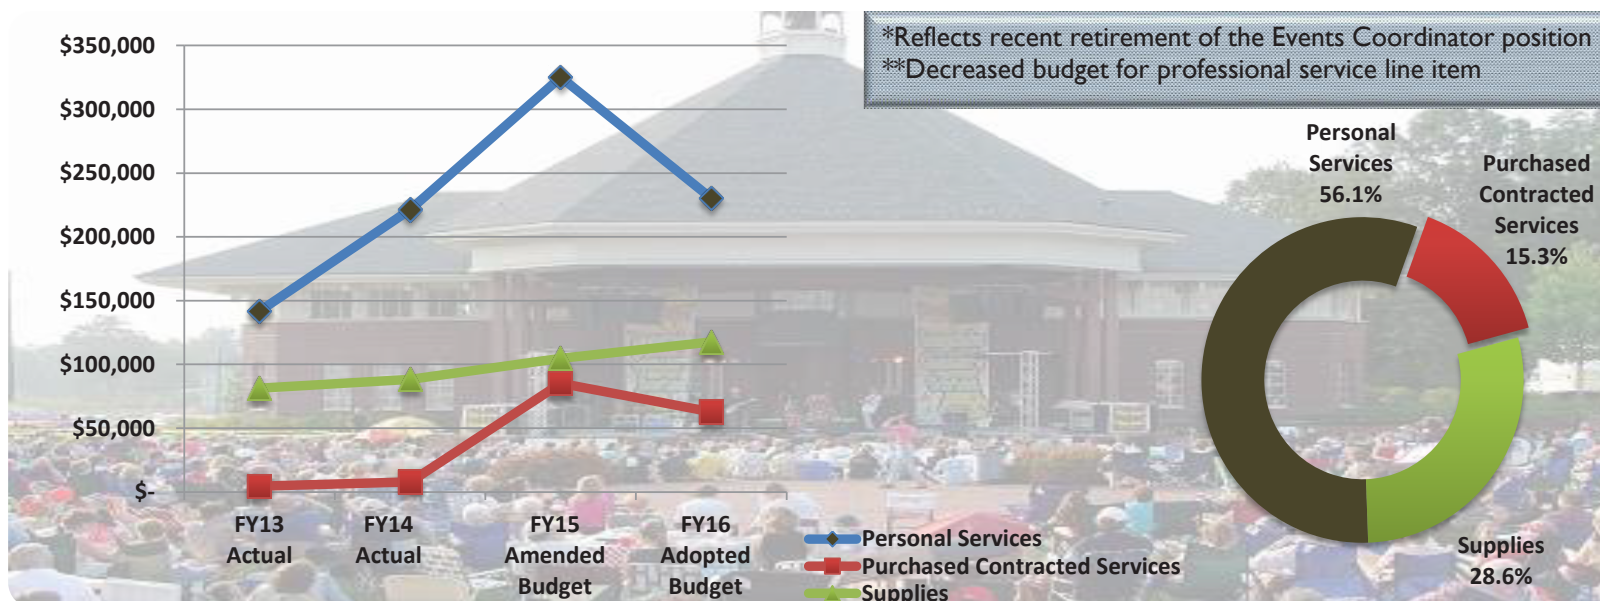 *Reflects recent retirement of the Events Coordinator position
**Decreased budget for professional service line item
$350,000
$300,000
$250,000
$200,000
$150,000
$100,000
$50,000
$-
FY13
Actual
FY14
Actual
FY15
Amended
Budget
FY16
Adopted
Budget
Personal Services
Purchased Contracted Services
Supplies
Personal
Services
56.1%
Purchased
Contracted
Services
15.3%
Supplies
28.6%